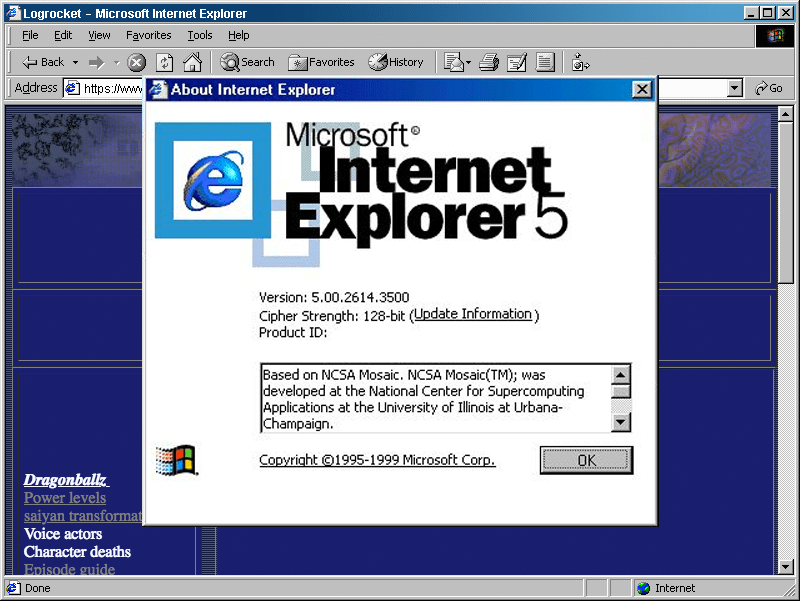 Logrocket - Microsoft Internet Explorer
File Edit View Favorites Tools Help
Back Search Favorites History
Address https://www Go
About Internet Explorer
Microsoft®
Internet
Explorer 5
Version: 5.00.2614.3500
Cipher Strength: 128-bit (Update Information )
Product ID:
Based on NCSA Mosaic. NCSA Mosaic(TM); was
developed at the National Center for Supercomputing
Applications at the University of Illinois at Urbana-
Champaign.
Copyright ©1995-1999 Microsoft Corp.
OK
Dragonballz
Power levels
saiyan transformat
Voice actors
Character deaths
Episode guide
Done Internet